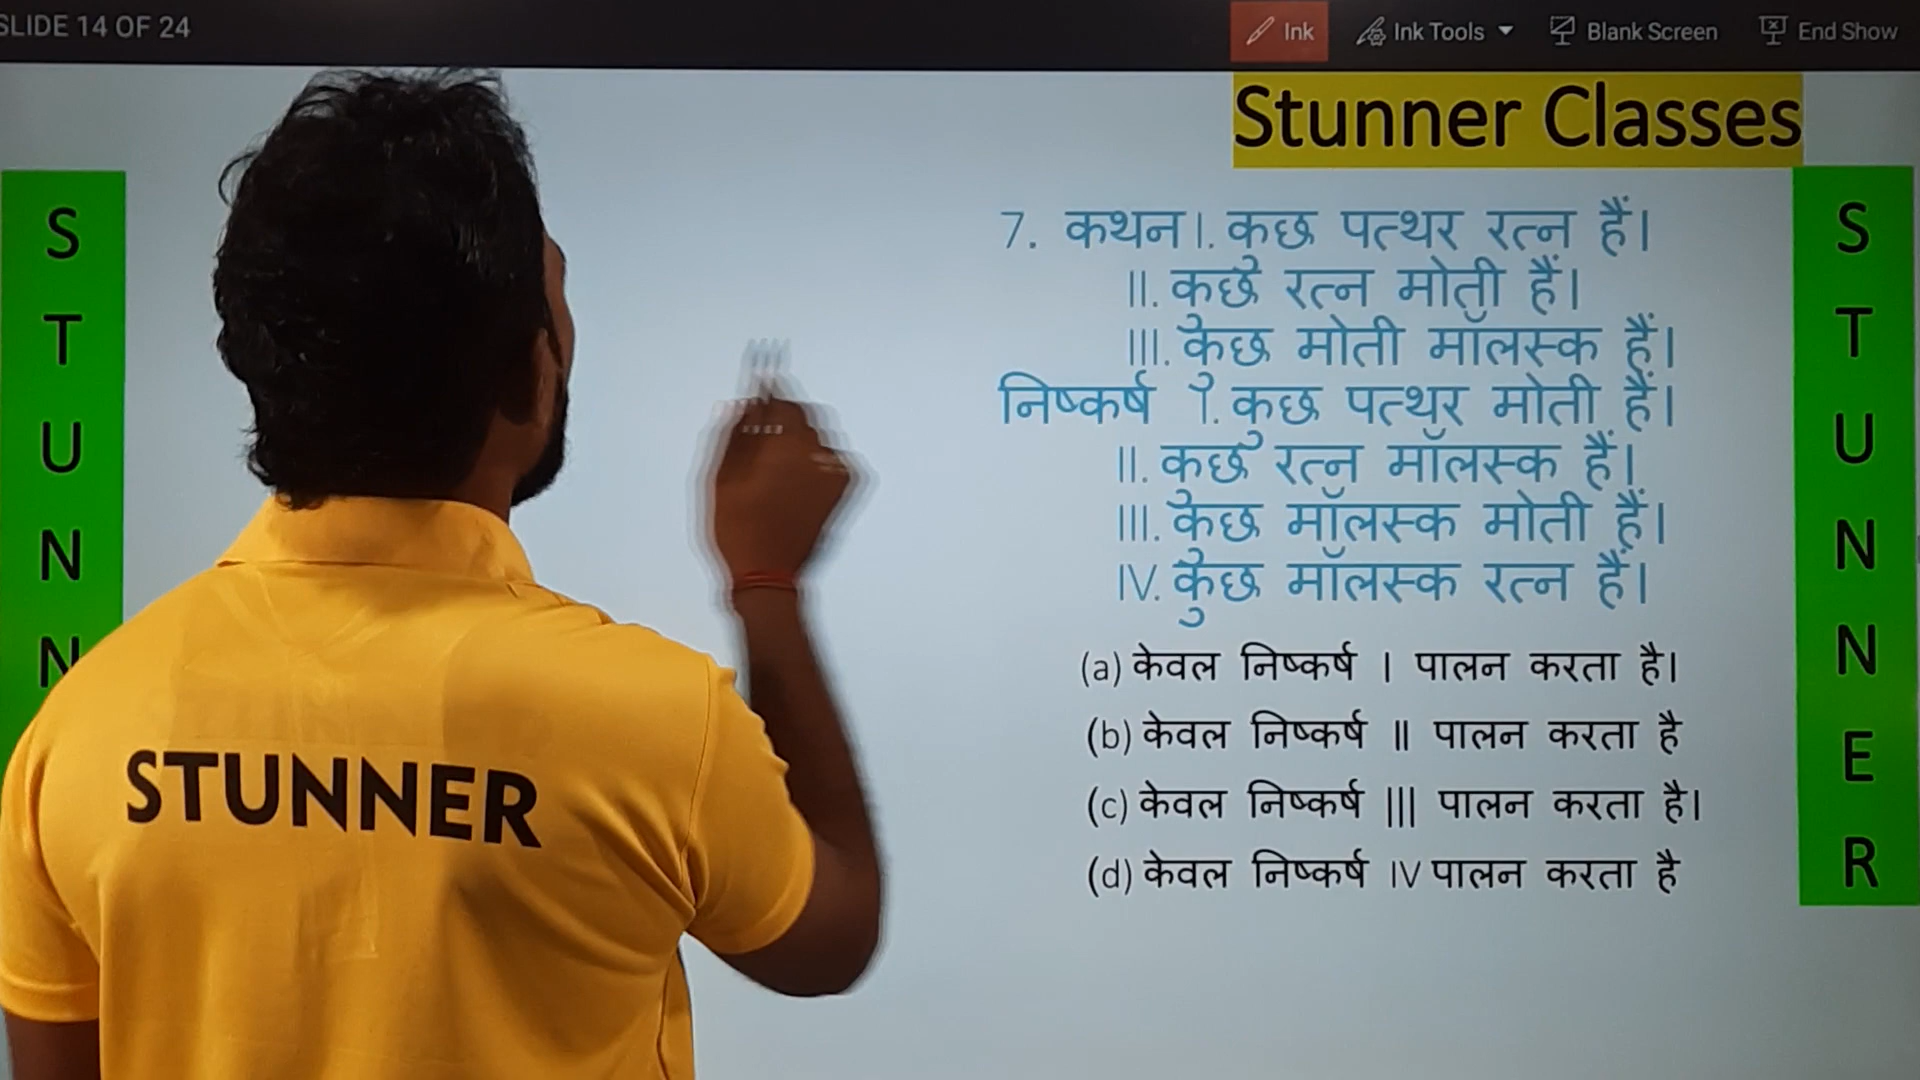 SLIDE 14 OF 24
Ink
Ink Tools
Blank Screen
End Show
Stunner Classes
S
T
U
N
N
S
T
U
N
N
E
R
7. कथन I. कुछ पत्थर रत्न हैं।
II. कुछ रत्न मोती हैं।
III. कुछ मोती मॉलस्क हैं।
निष्कर्ष I. कुछ पत्थर मोती हैं।
II. कुछ रत्न मॉलस्क हैं।
III. कुछ मॉलस्क मोती हैं।
IV. कुछ मॉलस्क रत्न हैं।
(a) केवल निष्कर्ष I पालन करता है।
(b) केवल निष्कर्ष II पालन करता है
(c) केवल निष्कर्ष III पालन करता है।
(d) केवल निष्कर्ष IV पालन करता है
STUNNER